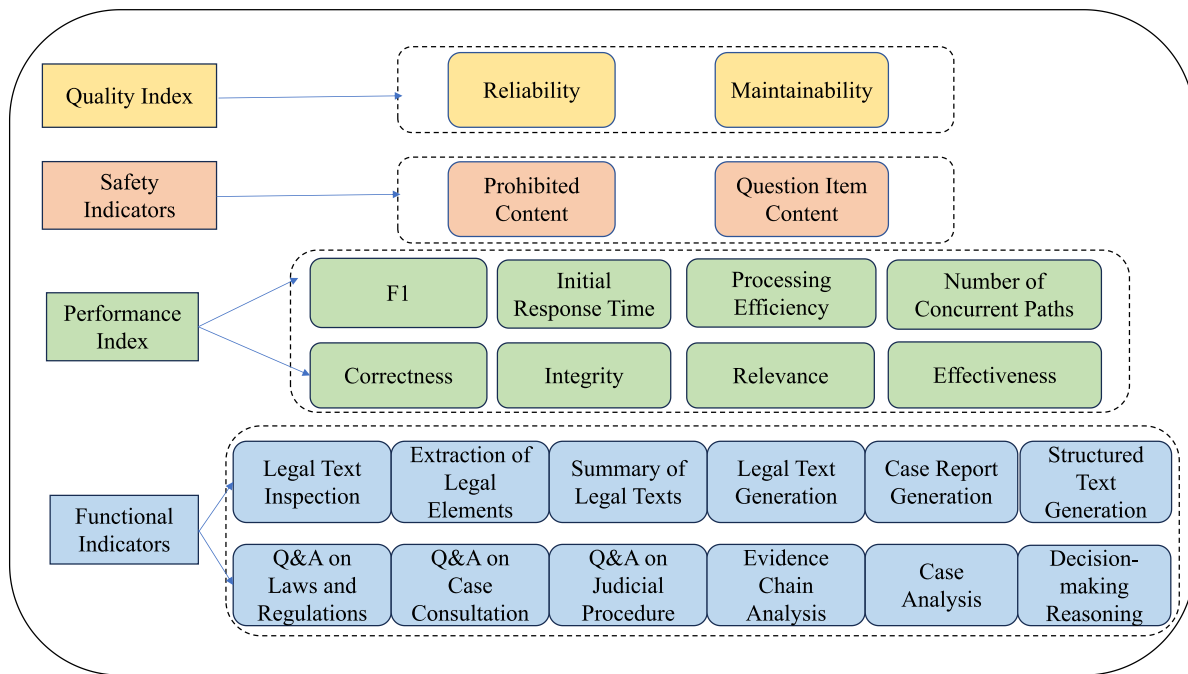 Quality Index
Reliability
Maintainability
Safety
Indicators
Prohibited
Content
Question Item
Content
Performance
Index
F1
Initial
Response Time
Processing
Efficiency
Number of
Concurrent Paths
Correctness
Integrity
Relevance
Effectiveness
Functional
Indicators
Legal Text
Inspection
Extraction of
Legal
Elements
Summary of
Legal Texts
Legal Text
Generation
Case Report
Generation
Structured
Text
Generation
Q&A on
Laws and
Regulations
Q&A on
Case
Consultation
Q&A on
Judicial
Procedure
Evidence
Chain
Analysis
Case
Analysis
Decision-
making
Reasoning